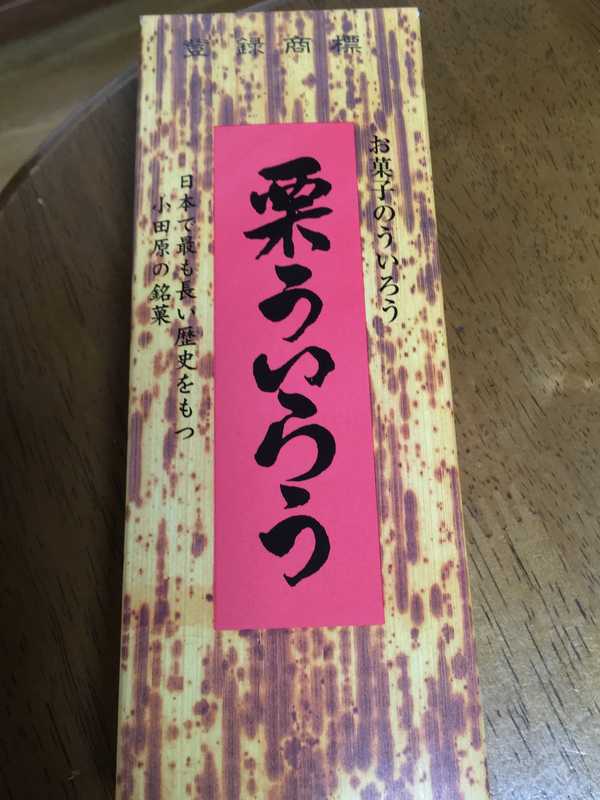 登録商標
お菓子のういろう
栗ういろう
日本で最も長い歴史をもつ
小田原の銘菓